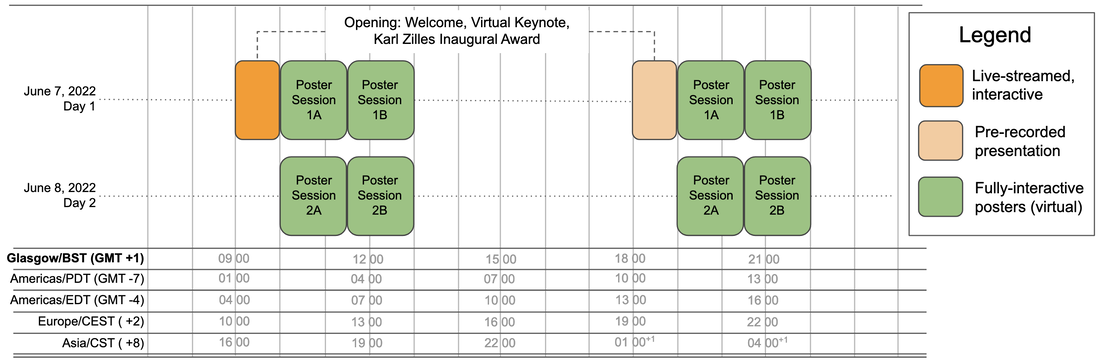 Opening: Welcome, Virtual Keynote,
Karl Zilles Inaugural Award
June 7, 2022
Day 1
Poster
Session
1A
Poster
Session
1B
Poster
Session
1A
Poster
Session
1B
June 8, 2022
Day 2
Poster
Session
2A
Poster
Session
2B
Poster
Session
2A
Poster
Session
2B
Legend
Live-streamed,
interactive
Pre-recorded
presentation
Fully-interactive
posters (virtual)
Glasgow/BST (GMT +1) 09 00 12 00 15 00 18 00 21 00
Americas/PDT (GMT -7) 01 00 04 00 07 00 10 00 13 00
Americas/EDT (GMT -4) 04 00 07 00 10 00 13 00 16 00
Europe/CEST ( +2) 10 00 13 00 16 00 19 00 22 00
Asia/CST ( +8) 16 00 19 00 22 00 01 00+1 04 00+1